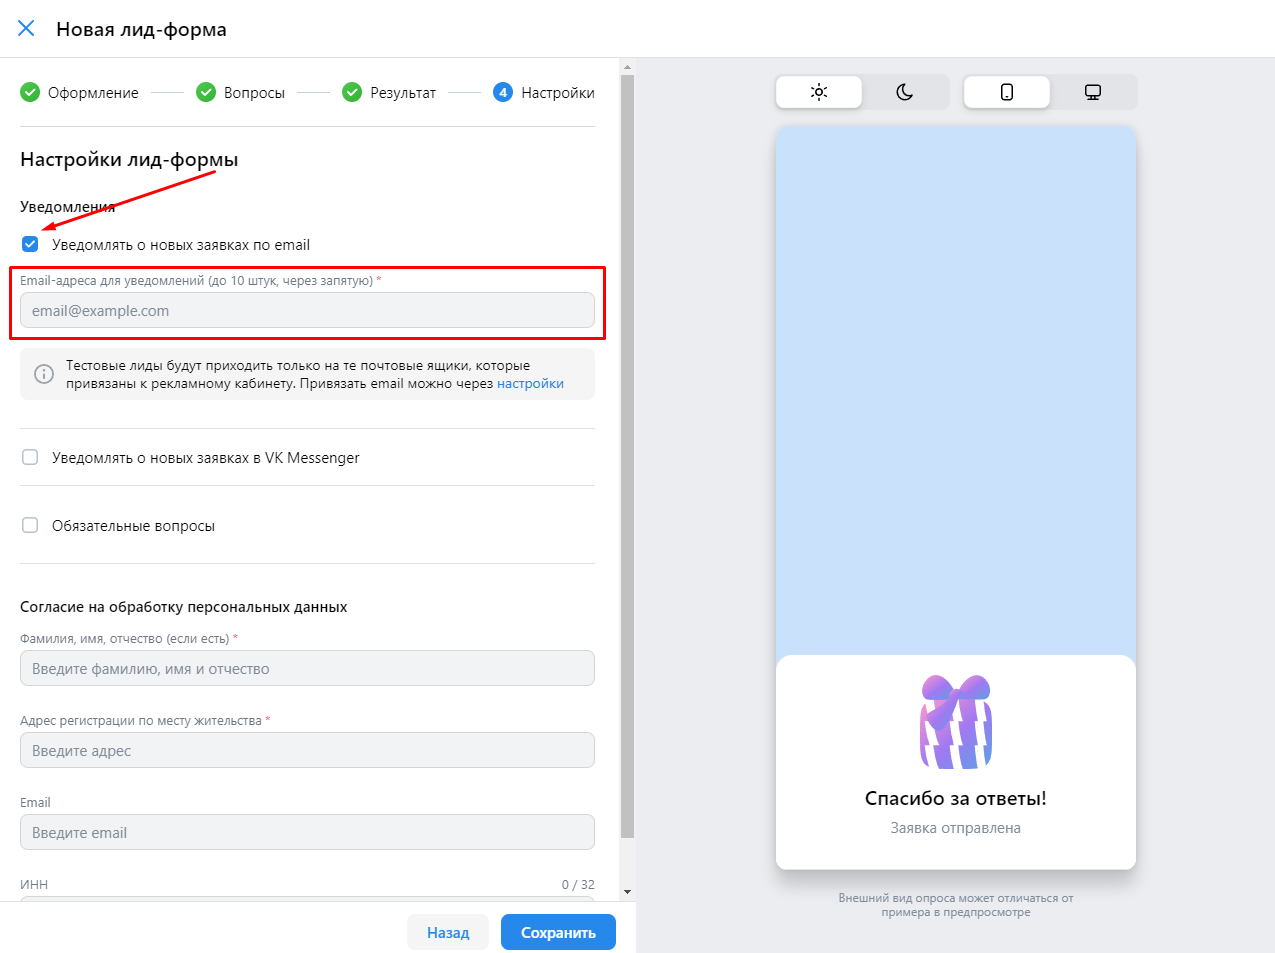 Новая лид-форма
Оформление
Вопросы
Результат
4
Настройки
Настройки лид-формы
Уведомления
Уведомлять о новых заявках по email
Email-адреса для уведомлений (до 10 штук, через запятую) *
email@example.com
Тестовые лиды будут приходить только на те почтовые ящики, которые
привязаны к рекламному кабинету. Привязать email можно через настройки
Уведомлять о новых заявках в VK Messenger
Обязательные вопросы
Согласие на обработку персональных данных
Фамилия, имя, отчество (если есть) *
Введите фамилию, имя и отчество
Адрес регистрации по месту жительства *
Введите адрес
Email
Введите email
ИНН
0 / 32
Назад
Сохранить
Спасибо за ответы!
Заявка отправлена
Внешний вид опроса может отличаться от
примера в предпросмотре